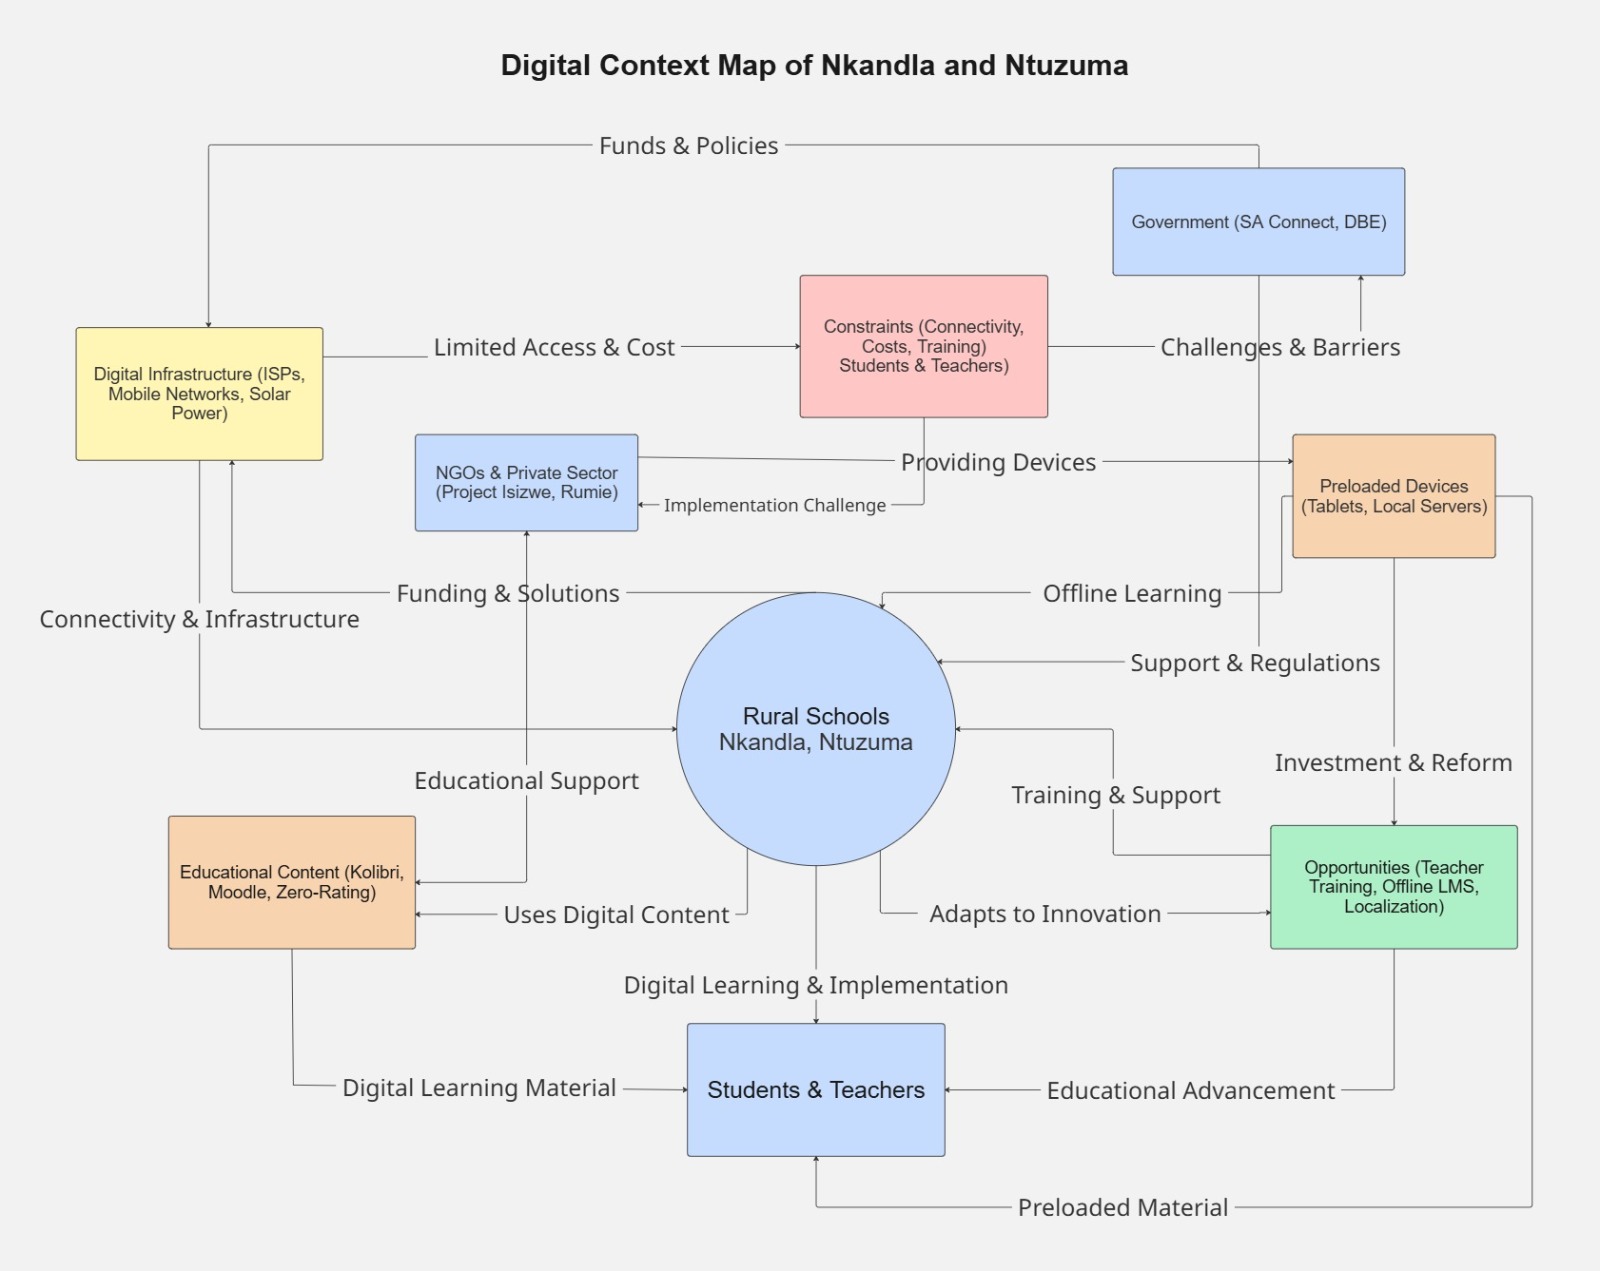 Digital Context Map of Nkandla and Ntuzuma
Funds & Policies
Government (SA Connect, DBE)
Constraints (Connectivity,
Costs, Training)
Students & Teachers)
Limited Access & Cost
Challenges & Barriers
Digital Infrastructure (ISPs,
Mobile Networks, Solar
Power)
NGOs & Private Sector
(Project Isizwe, Rumie)
Providing Devices
Implementation Challenge
Preloaded Devices
(Tablets, Local Servers)
Funding & Solutions
Offline Learning
Connectivity & Infrastructure
Support & Regulations
Rural Schools
Nkandla, Ntuzuma
Educational Support
Training & Support
Investment & Reform
Educational Content (Kolibri,
Moodle, Zero-Rating)
Opportunities (Teacher
Training, Offline LMS,
Localization)
Uses Digital Content
Adapts to Innovation
Digital Learning & Implementation
Digital Learning Material
Students & Teachers
Educational Advancement
Preloaded Material